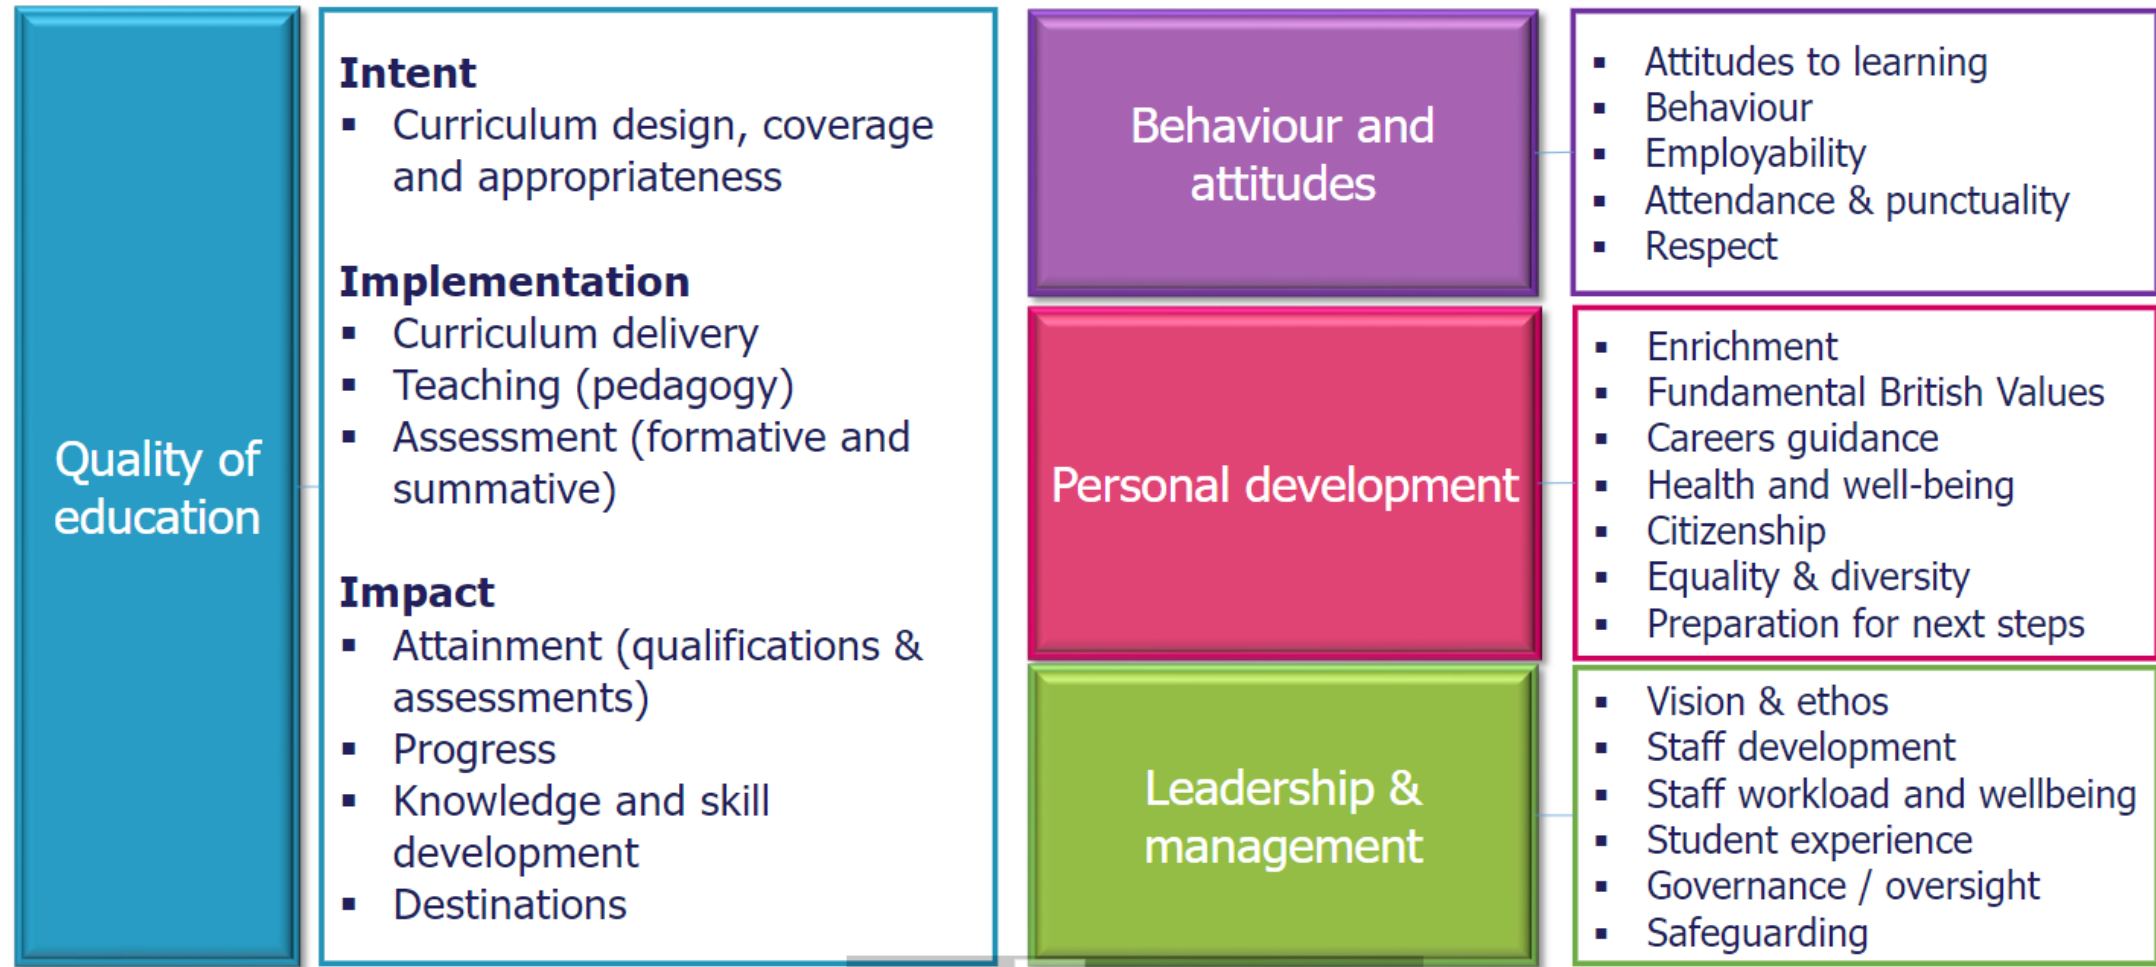 Quality of
education
Intent
▪ Curriculum design, coverage
and appropriateness
Implementation
▪ Curriculum delivery
▪ Teaching (pedagogy)
▪ Assessment (formative and
summative)
Impact
▪ Attainment (qualifications &
assessments)
▪ Progress
▪ Knowledge and skill
development
▪ Destinations
Behaviour and
attitudes
▪ Attitudes to learning
▪ Behaviour
▪ Employability
▪ Attendance & punctuality
▪ Respect
Personal development
▪ Enrichment
▪ Fundamental British Values
▪ Careers guidance
▪ Health and well-being
▪ Citizenship
▪ Equality & diversity
▪ Preparation for next steps
Leadership &
management
▪ Vision & ethos
▪ Staff development
▪ Staff workload and wellbeing
▪ Student experience
▪ Governance / oversight
▪ Safeguarding